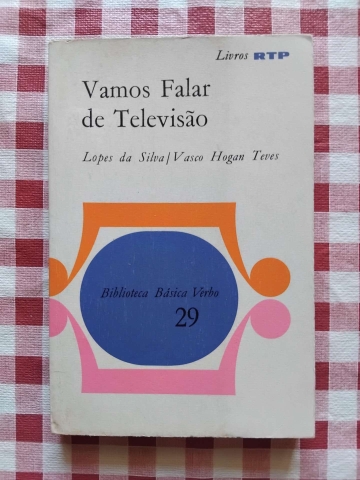 Livros RTP
Vamos Falar
de Televisão
Lopes da Silva/Vasco Hogan Teves
Biblioteca Básica Verbo
29